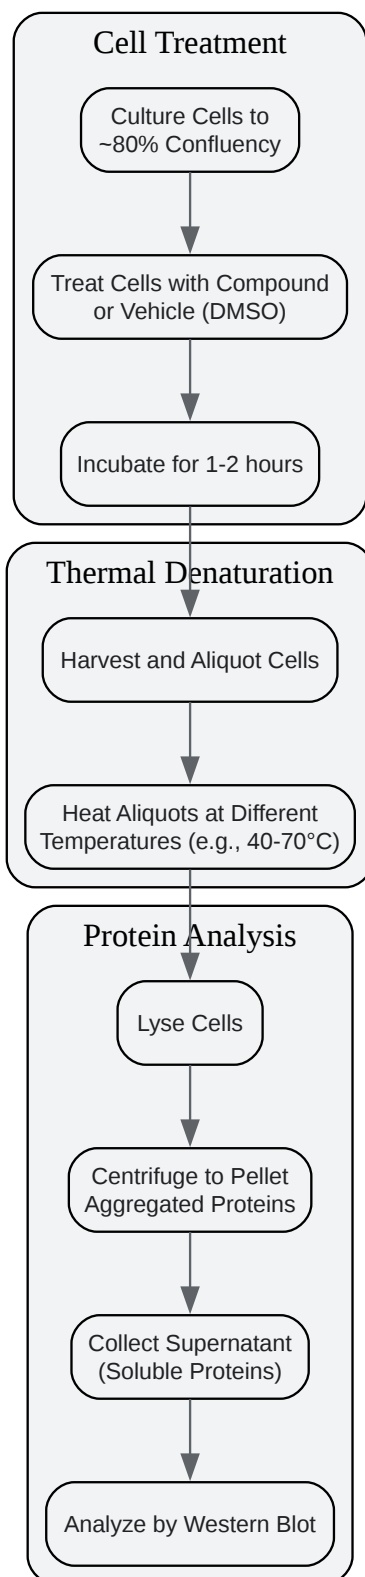 Cell Treatment
Culture Cells to
~80% Confluency
Treat Cells with Compound
or Vehicle (DMSO)
Incubate for 1-2 hours
Thermal Denaturation
Harvest and Aliquot Cells
Heat Aliquots at Different
Temperatures (e.g., 40-70°C)
Protein Analysis
Lyse Cells
Centrifuge to Pellet
Aggregated Proteins
Collect Supernatant
(Soluble Proteins)
Analyze by Western Blot